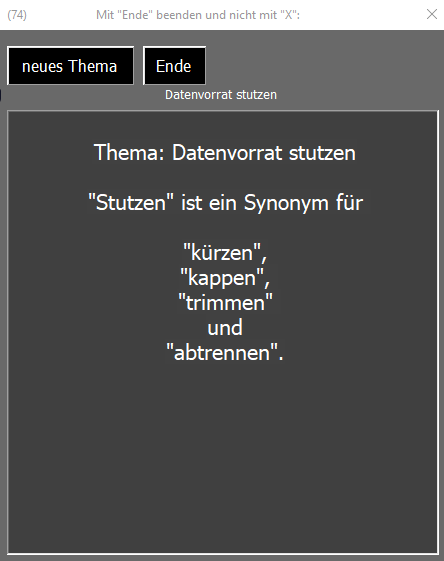 (74) Mit "Ende" beenden und nicht mit "X":
neues Thema Ende
Datenvorrat stutzen
Thema: Datenvorrat stutzen
"Stutzen" ist ein Synonym für
"kürzen",
"kappen",
"trimmen"
und
"abtrennen".